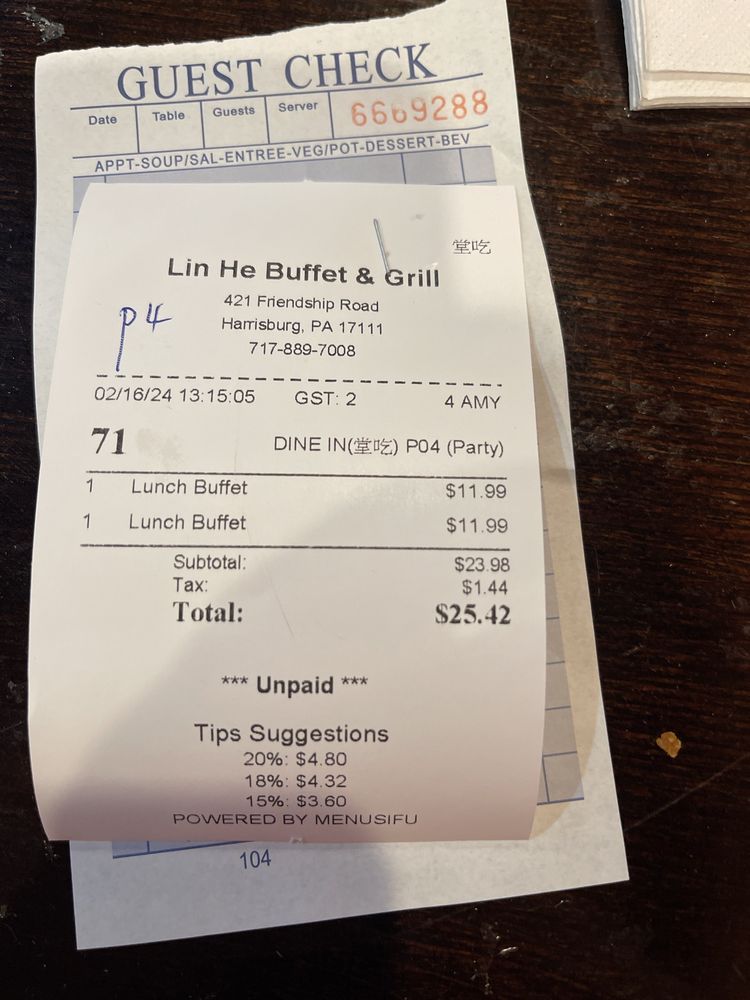 GUEST CHECK
Date Table Guests Server 6669288
APPT-SOUP/SAL-ENTREE-VEG/POT-DESSERT-BEV
堂吃
Lin He Buffet & Grill
421 Friendship Road
Harrisburg, PA 17111
717-889-7008
P4
02/16/24 13:15:05 GST: 2 4 AMY
71 DINE IN(堂吃) P04 (Party)
1 Lunch Buffet $11.99
1 Lunch Buffet $11.99
Subtotal: $23.98
Tax: $1.44
Total: $25.42
*** Unpaid ***
Tips Suggestions
20%: $4.80
18%: $4.32
15%: $3.60
POWERED BY MENUSIFU
104